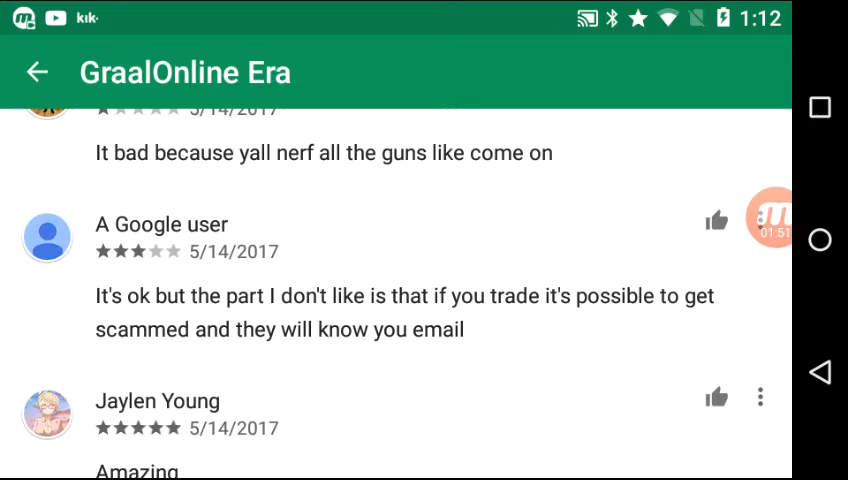 kik·
1:12
GraalOnline Era
5/14/2017
It bad because yall nerf all the guns like come on
A Google user
5/14/2017
01:51
It's ok but the part I don't like is that if you trade it's possible to get
scammed and they will know you email
Jaylen Young
5/14/2017
Amazing